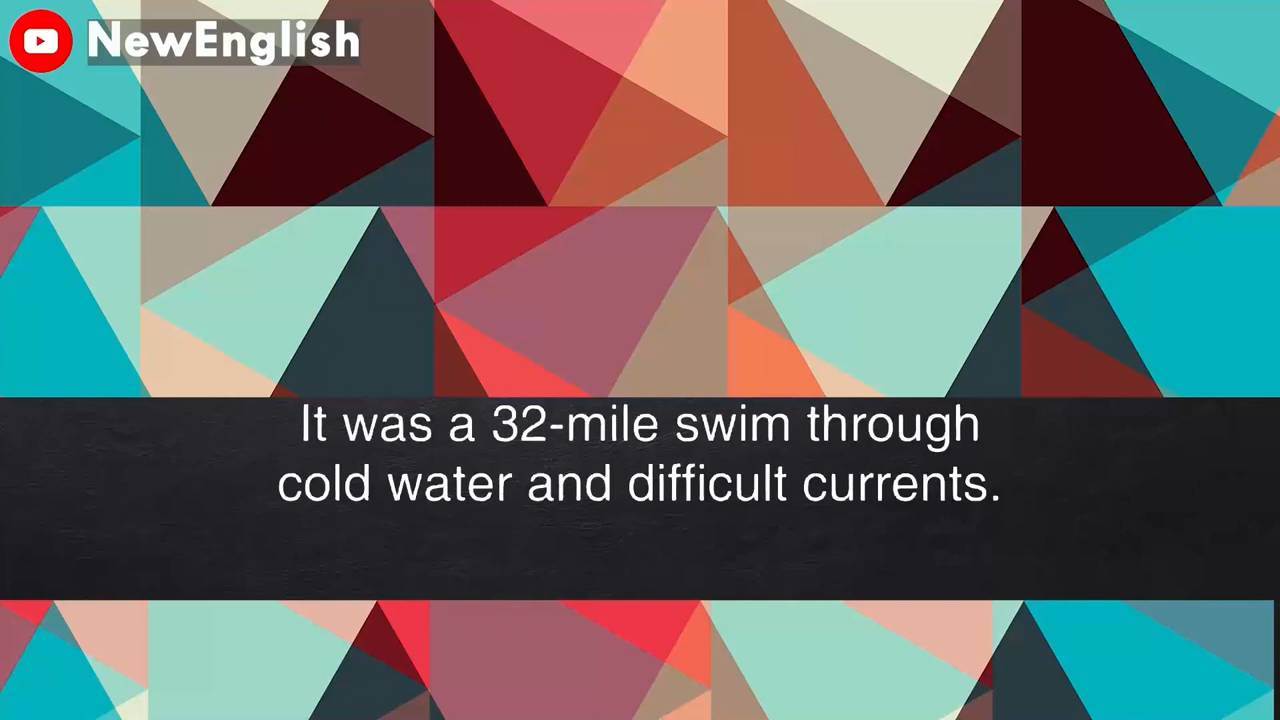 NewEnglish
It was a 32-mile swim through
cold water and difficult currents.